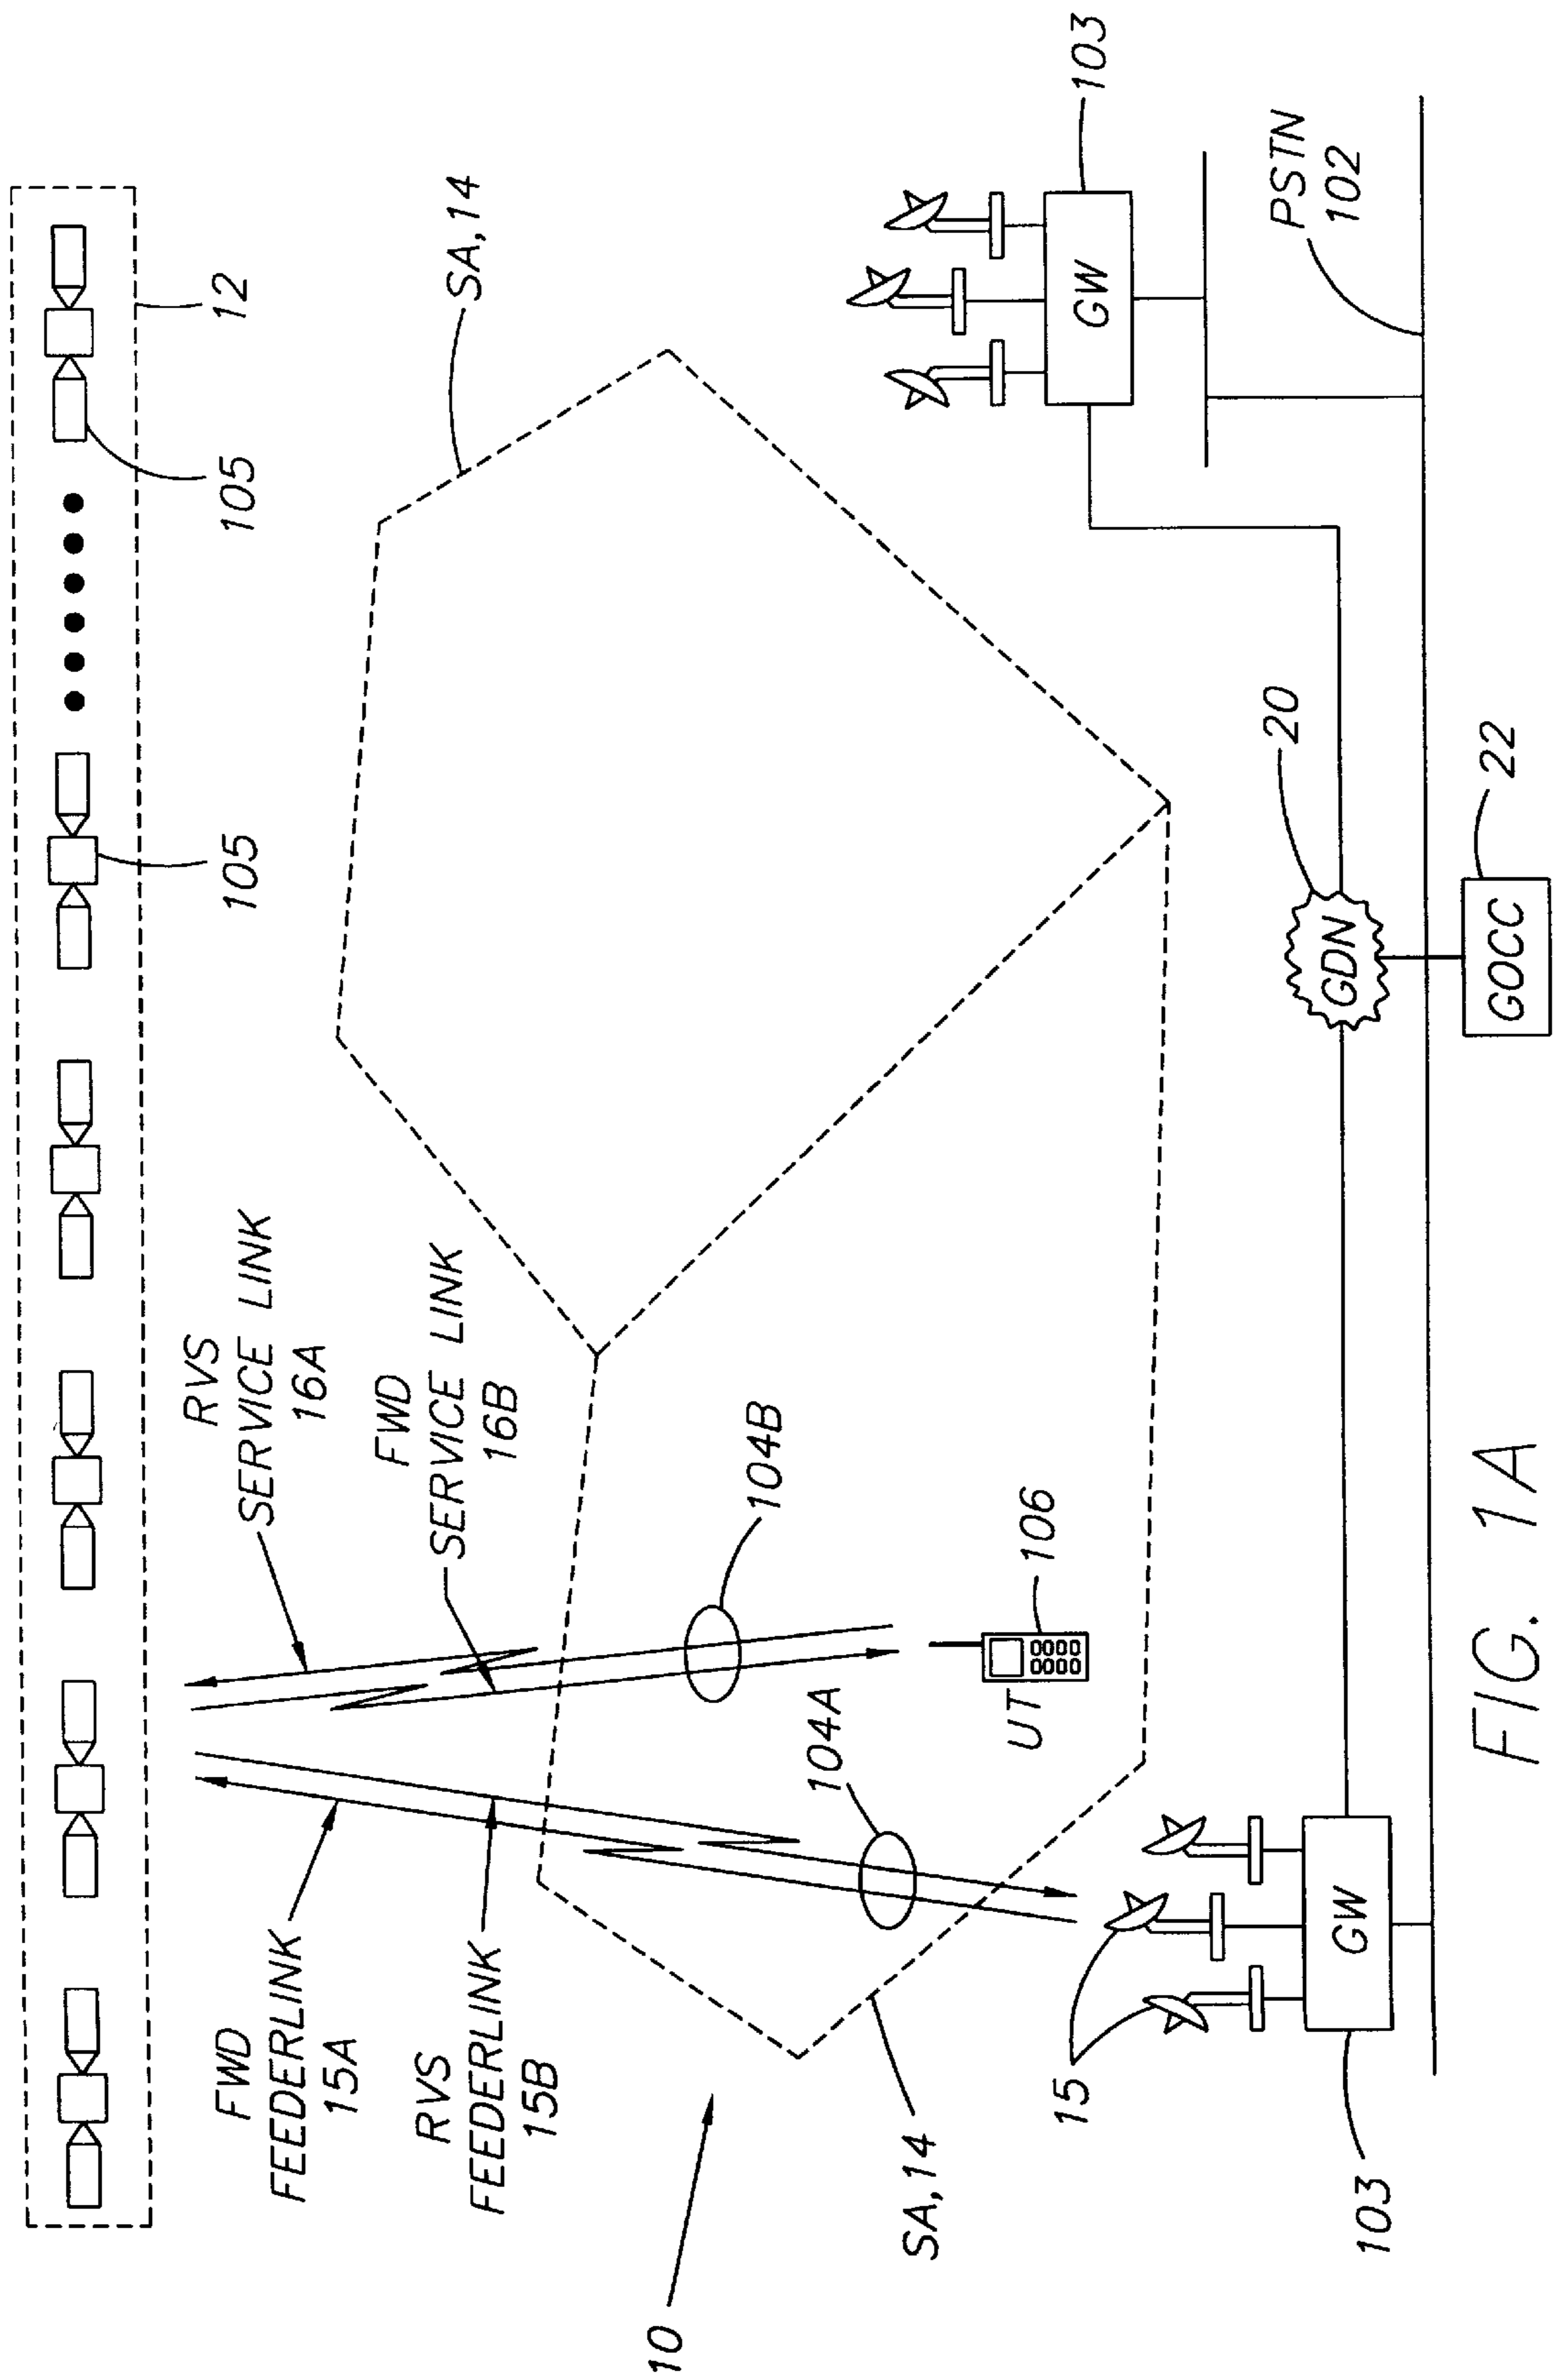 12
105
105
RVS
SERVICE LINK
16A
FWD
SERVICE LINK
16B
FWD
FEEDERLINK
15A
RVS
FEEDERLINK
15B
SA,14
10
SA,14
104A
104B
UT
106
15
103
GW
103
GW
20
GDN
22
GOCC
PSTN
102
FIG. 1A